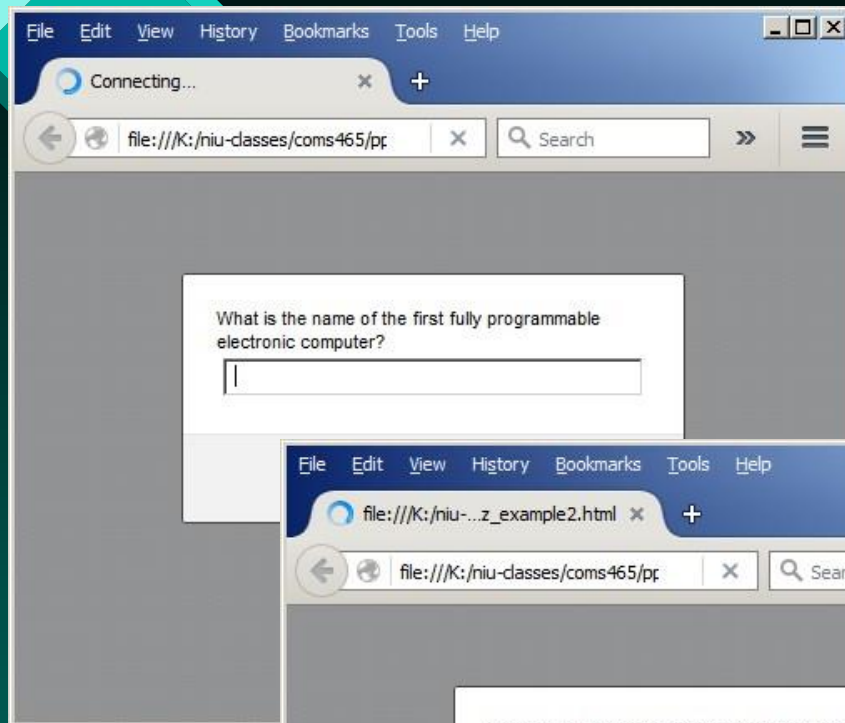 File Edit View History Bookmarks Tools Help
Connecting...
file:///K:/niu-classes/coms465/pp
Search
What is the name of the first fully programmable
electronic computer?
File Edit View History Bookmarks Tools Help
file:///K:/niu-...z_example2.html
file:///K:/niu-classes/coms465/pp
Sear